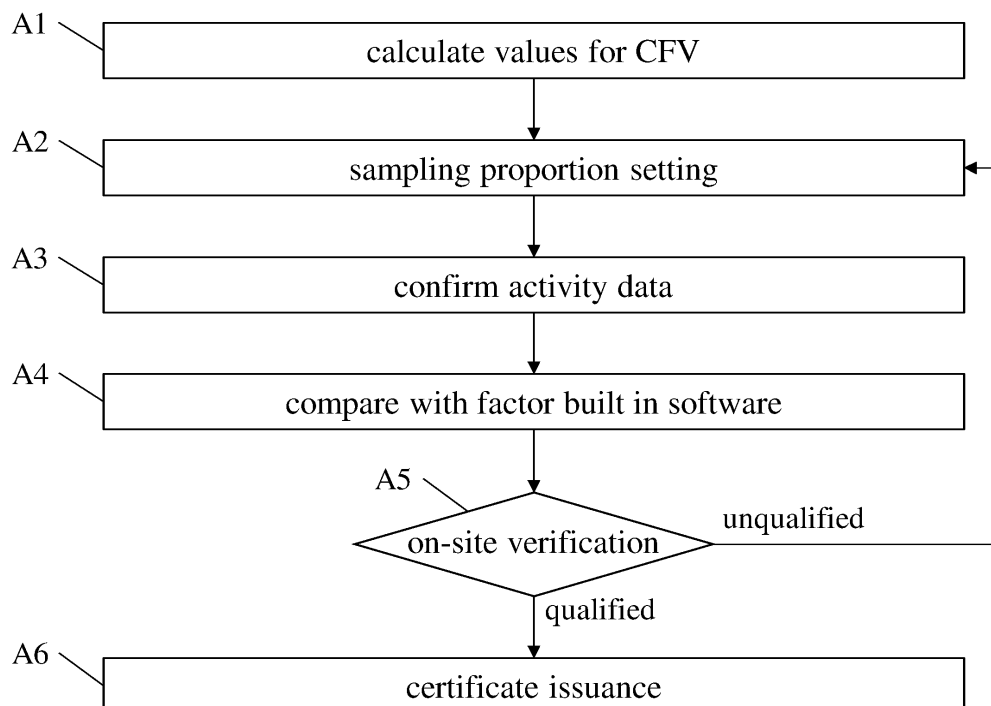 A1
calculate values for CFV
A2
sampling proportion setting
A3
confirm activity data
A4
compare with factor built in software
A5
on-site verification
unqualified
qualified
A6
certificate issuance